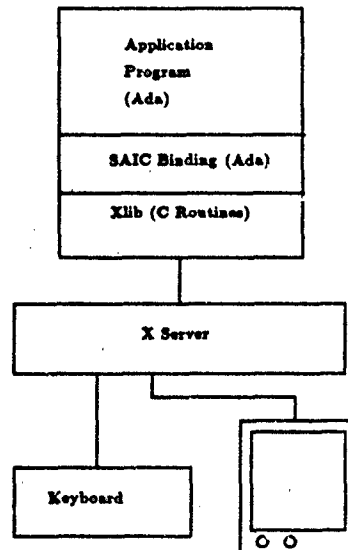 Application
Program
(Ada)
SAIC Binding (Ada)
Xlib (C Routines)
X Server
Keyboard